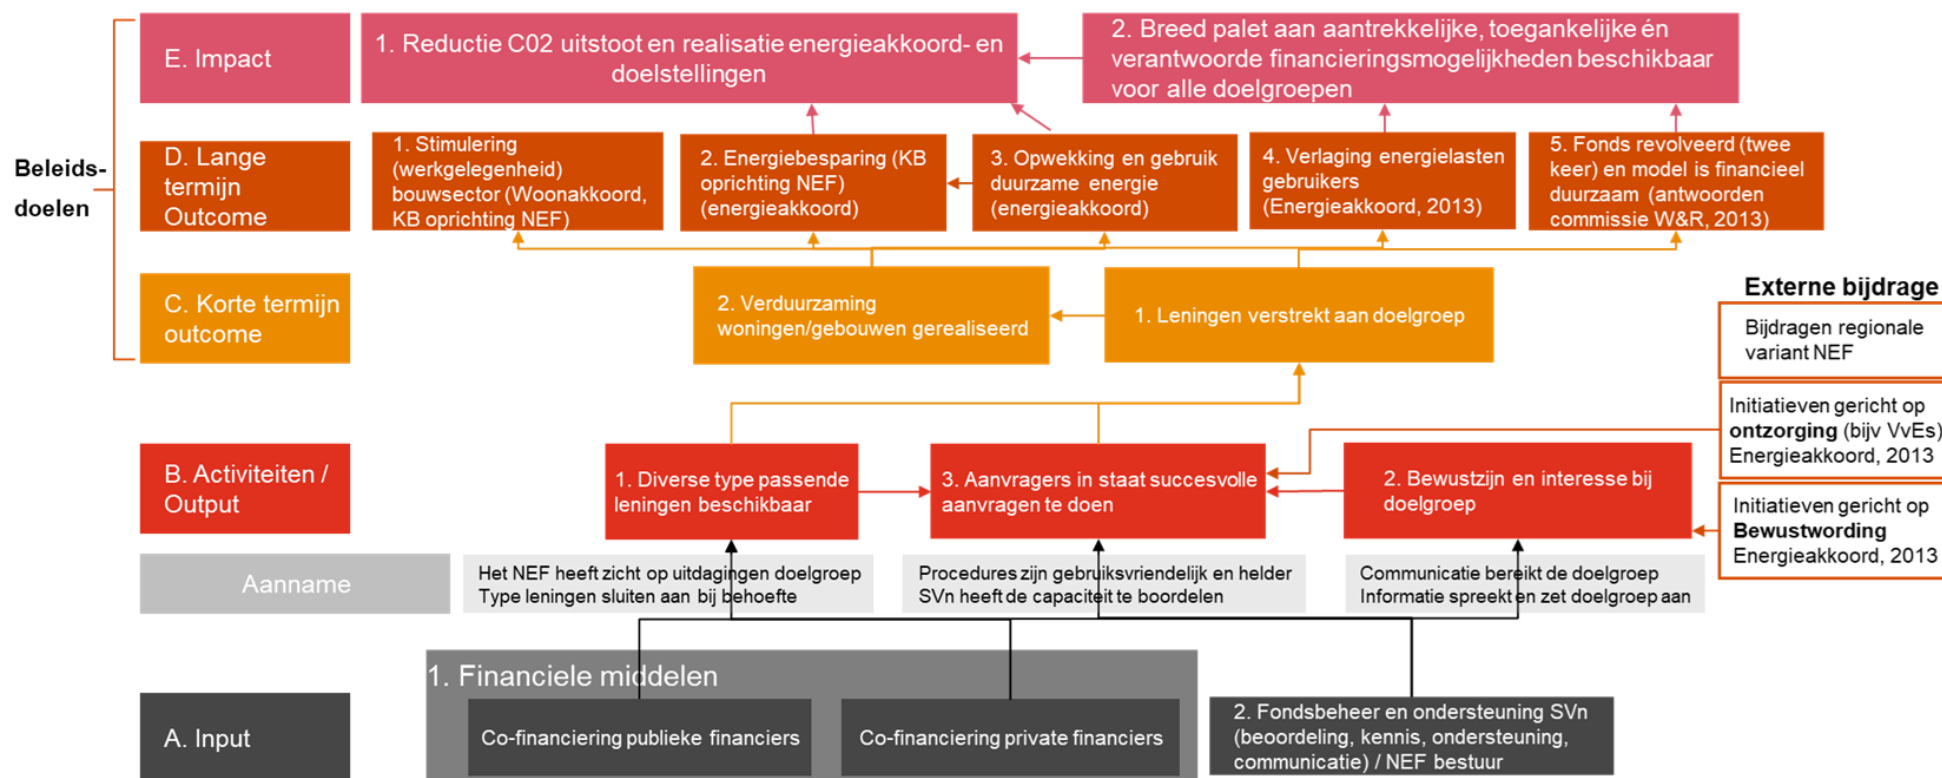 E. Impact
1. Reductie C02 uitstoot en realisatie energieakkoord- en
doelstellingen
2. Breed palet aan aantrekkelijke, toegankelijke én
verantwoorde financieringsmogelijkheden beschikbaar
voor alle doelgroepen
Beleids-
doelen
D. Lange
termijn
Outcome
1. Stimulering
(werkgelegenheid)
bouwsector (Woonakkoord,
KB oprichting NEF)
2. Energiebesparing (KB
oprichting NEF)
(energieakkoord)
3. Opwekking en gebruik
duurzame energie
(energieakkoord)
4. Verlaging energielasten
gebruikers
(Energieakkoord, 2013)
5. Fonds revolveerd (twee
keer) en model is financieel
duurzaam (antwoorden
commissie W&R, 2013)
C. Korte termijn
outcome
2. Verduurzaming
woningen/gebouwen gerealiseerd
1. Leningen verstrekt aan doelgroep
Externe bijdrage
Bijdragen regionale
variant NEF
Initiatieven gericht op
ontzorging (bijv VvEs)
Energieakkoord, 2013
Initiatieven gericht op
Bewustwording
Energieakkoord, 2013
B. Activiteiten /
Output
1. Diverse type passende
leningen beschikbaar
3. Aanvragers in staat succesvolle
aanvragen te doen
2. Bewustzijn en interesse bij
doelgroep
Aanname
Het NEF heeft zicht op uitdagingen doelgroep
Type leningen sluiten aan bij behoefte
Procedures zijn gebruiksvriendelijk en helder
SVn heeft de capaciteit te boordelen
Communicatie bereikt de doelgroep
Informatie spreekt en zet doelgroep aan
A. Input
1. Financiele middelen
Co-financiering publieke financiers
Co-financiering private financiers
2. Fondsbeheer en ondersteuning SVn
(beoordeling, kennis, ondersteuning,
communicatie) / NEF bestuur